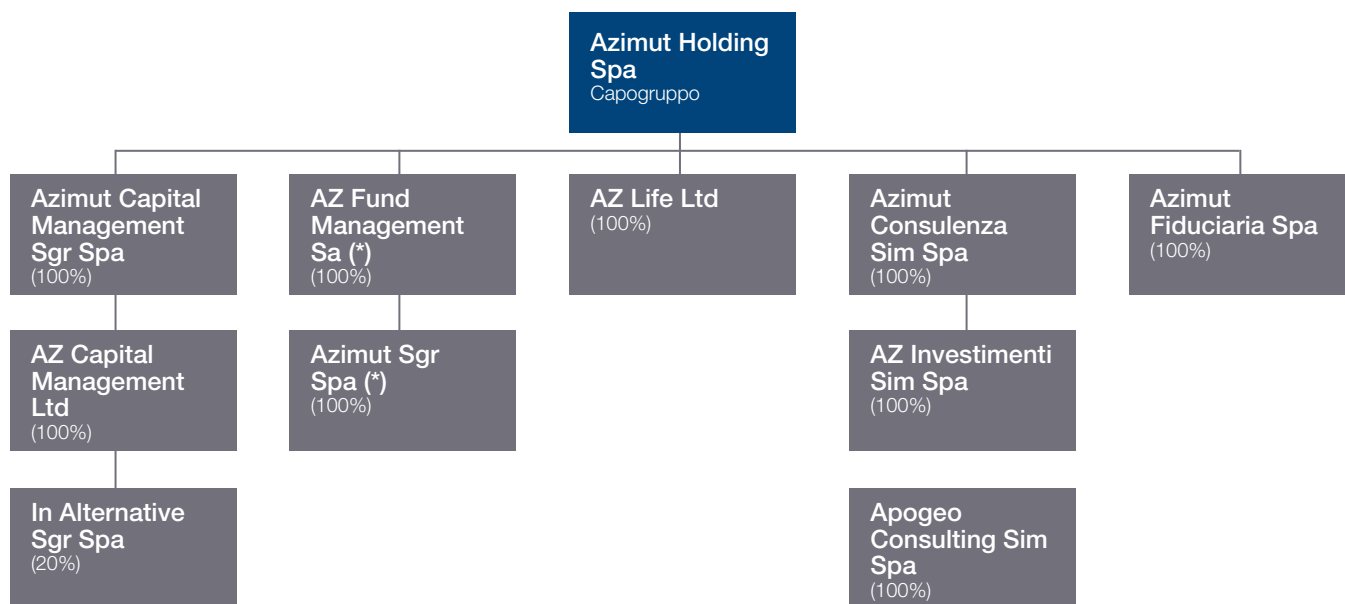 Azimut Holding
Spa
Capogruppo
Azimut Capital
Management
Sgr Spa
(100%)
AZ Fund
Management
Sa (*)
(100%)
AZ Life Ltd
(100%)
Azimut
Consulenza
Sim Spa
(100%)
Azimut
Fiduciaria Spa
(100%)
AZ Capital
Management
Ltd
(100%)
Azimut Sgr
Spa (*)
(100%)
AZ Investimenti
Sim Spa
(100%)
In Alternative
Sgr Spa
(20%)
Apogeo
Consulting Sim
Spa
(100%)